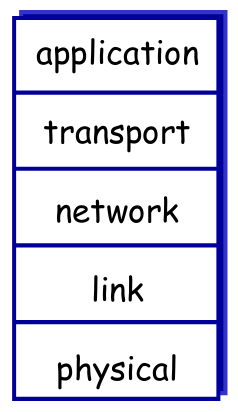 application
transport
network
link
physical